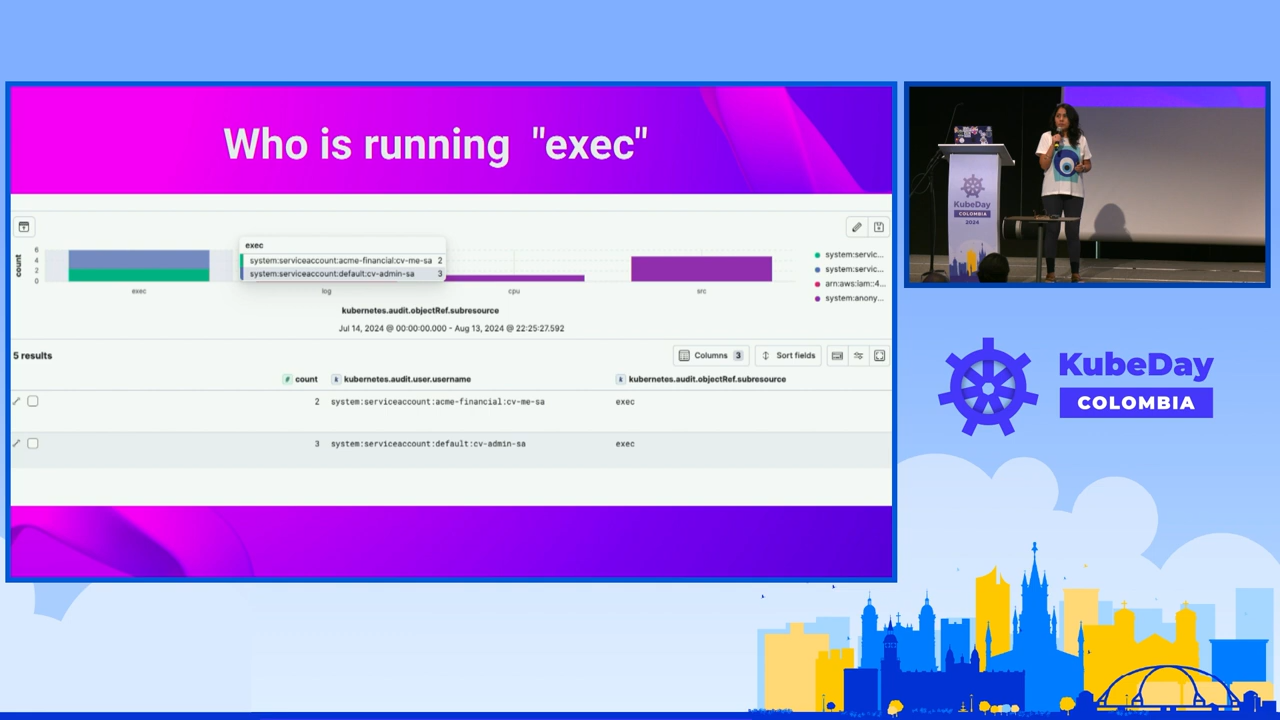 Who is running "exec"
count
6
4
2
0
exec
system:serviceaccount:acme-financial:cv-me-sa 2
system:serviceaccount:default:cv-admin-sa 3
exec
log
cpu
src
kubernetes.audit.objectRef.subresource
Jul 14, 2024 @ 00:00:00.000 - Aug 13, 2024 @ 22:25:27.592
system:servic...
system:servic...
arn:aws:iam::4...
system:anony...
5 results
Columns 3
Sort fields
# count
k kubernetes.audit.user.username
k kubernetes.audit.objectRef.subresource
2 system:serviceaccount:acme-financial:cv-me-sa exec
3 system:serviceaccount:default:cv-admin-sa exec
KubeDay
COLOMBIA
2024
KubeDay
COLOMBIA